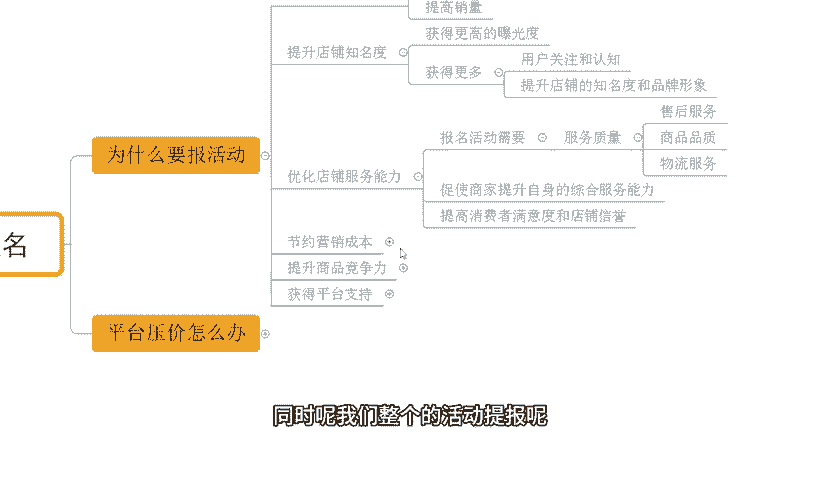 提高销量
获得更高的曝光度
提升店铺知名度
用户关注和认知
获得更多
提升店铺的知名度和品牌形象
售后服务
报名活动需要
服务质量
商品品质
为什么要报活动
物流服务
优化店铺服务能力
促使商家提升自身的综合服务能力
提高消费者满意度和店铺信誉
名
节约营销成本
提升商品竞争力
获得平台支持
平台压价怎么办
同时呢我们整个的活动提报呢